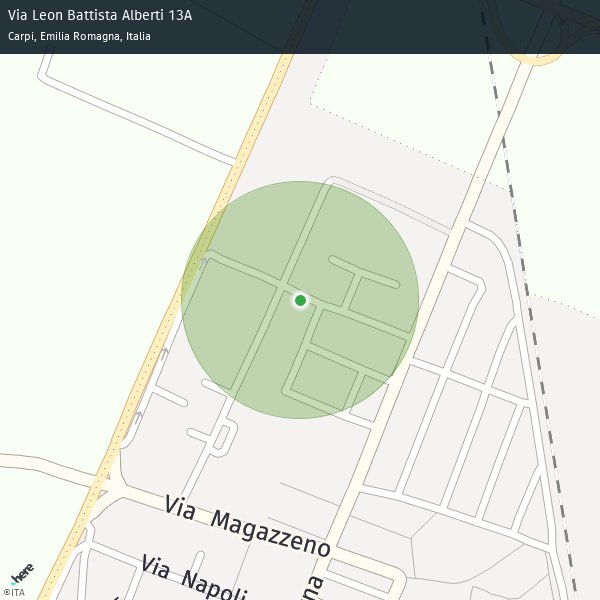 Via Leon Battista Alberti 13A
Carpi, Emilia Romagna, Italia
Via Magazzeno
Via Napoli
na
here
©ITA